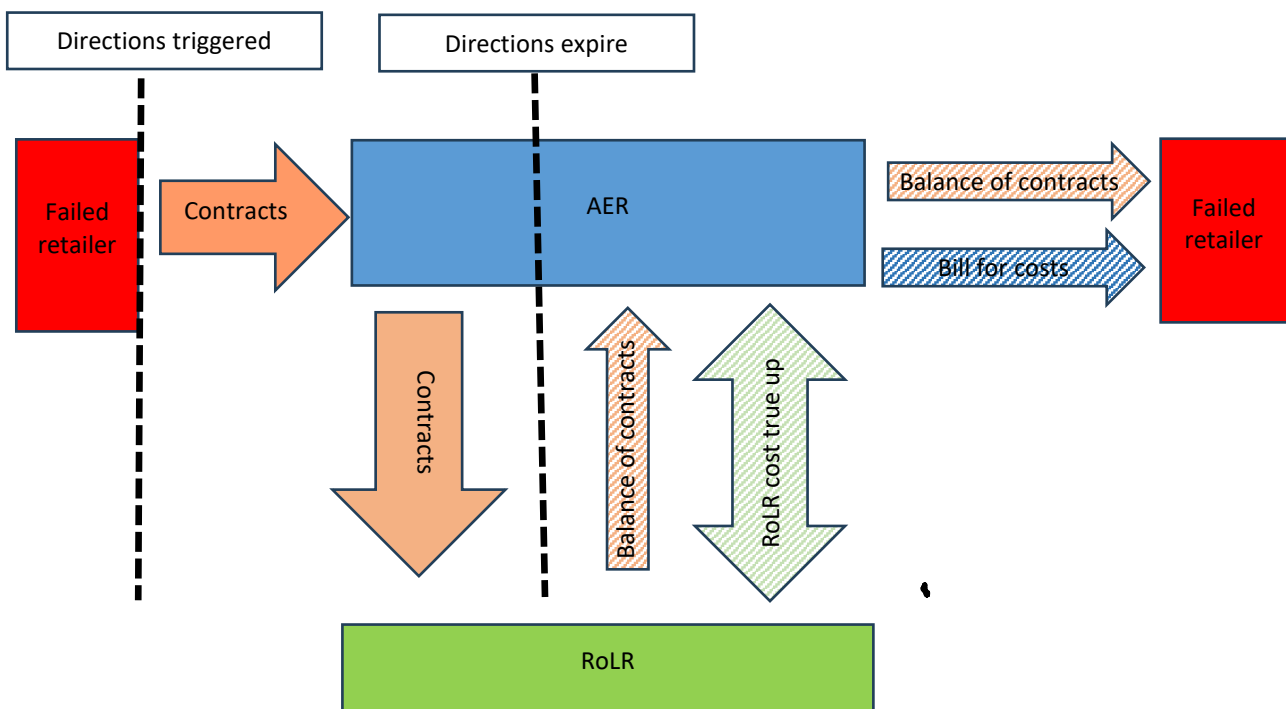 Directions triggered
Directions expire
Failed
retailer
Contracts
AER
Balance of contracts
Bill for costs
Failed
retailer
Contracts
Balance of contracts
RoLR cost true up
RoLR